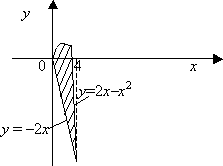 y
0 4 x
y=2x−x²
y = −2x